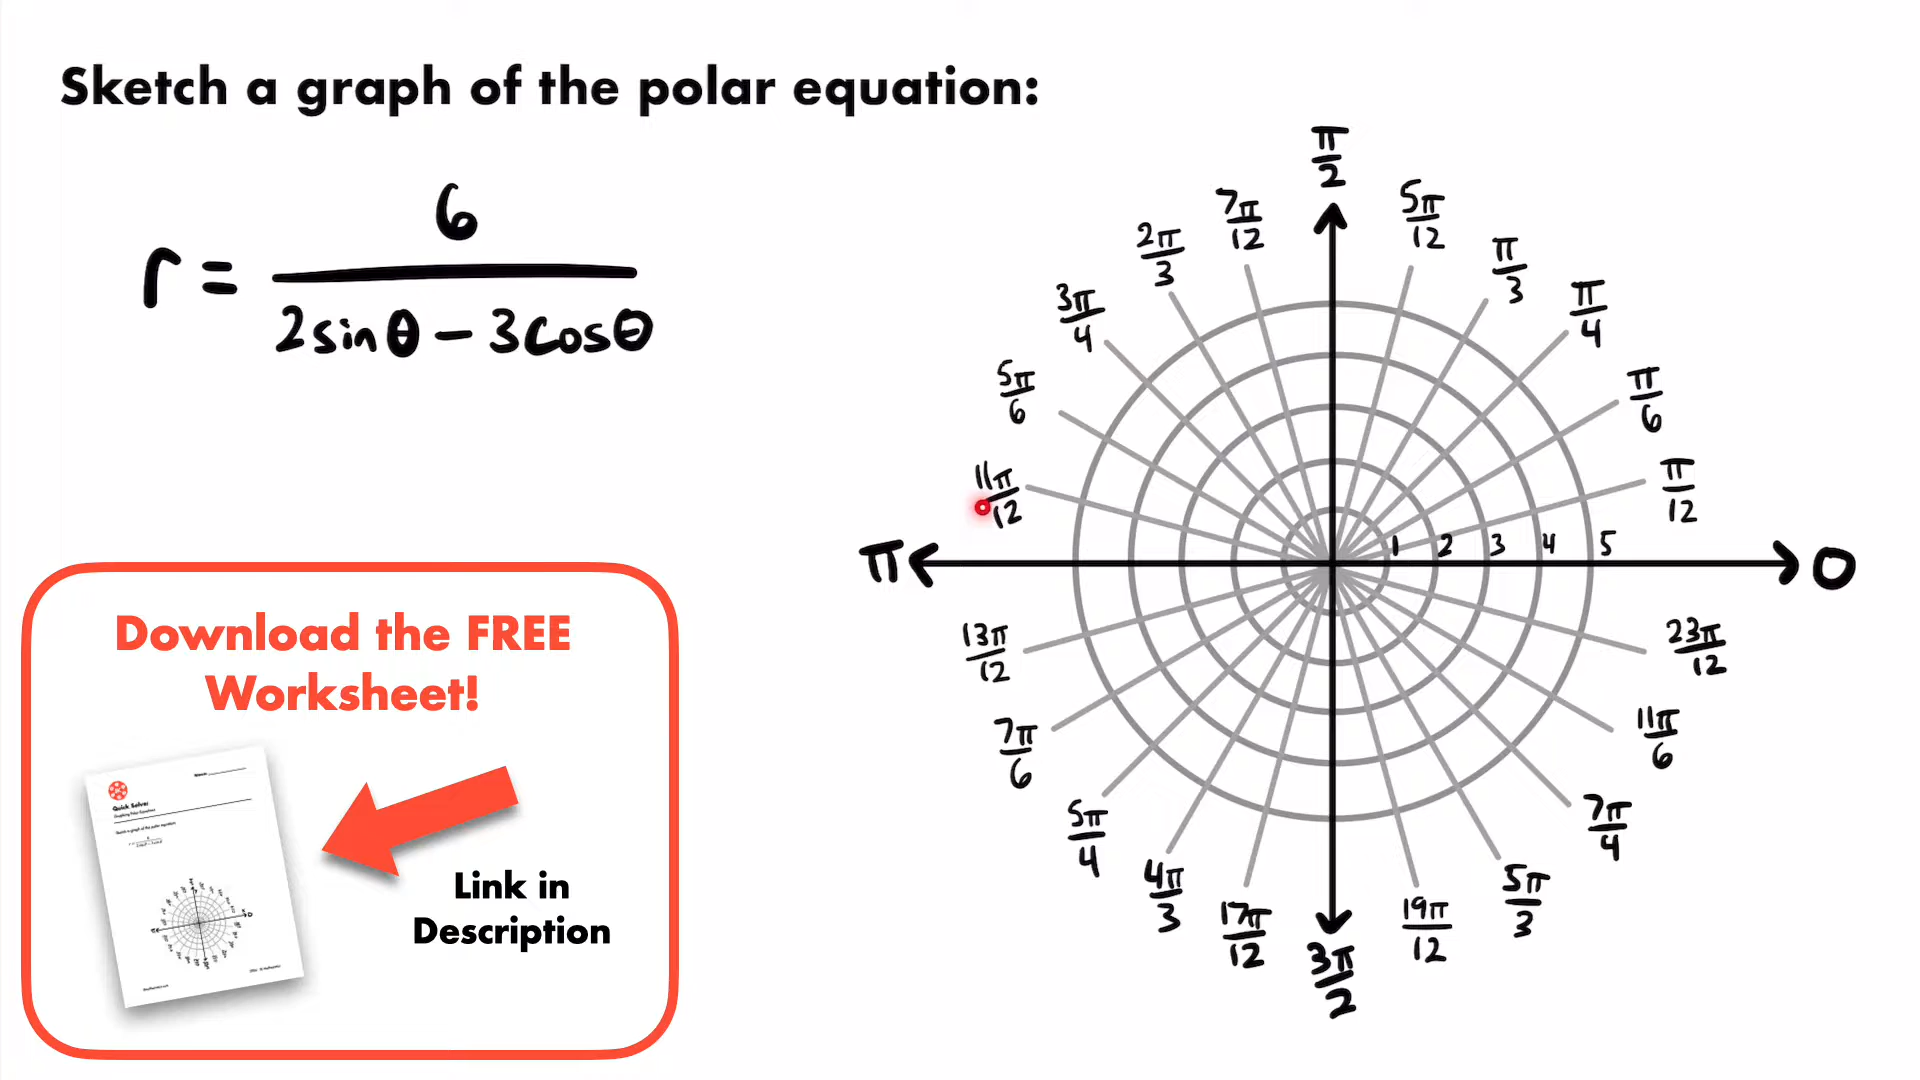 Sketch a graph of the polar equation:
r = 6 / (2sinθ − 3cosθ)
π/2
7π/12
5π/12
2π/3
π/3
3π/4
π/4
5π/6
π/6
11π/12
π/12
1 2 3 4 5
π
0
13π/12
23π/12
7π/6
11π/6
5π/4
7π/4
4π/3
5π/3
17π/12
19π/12
3π/2
Download the FREE
Worksheet!
Quick Solver
Link in
Description